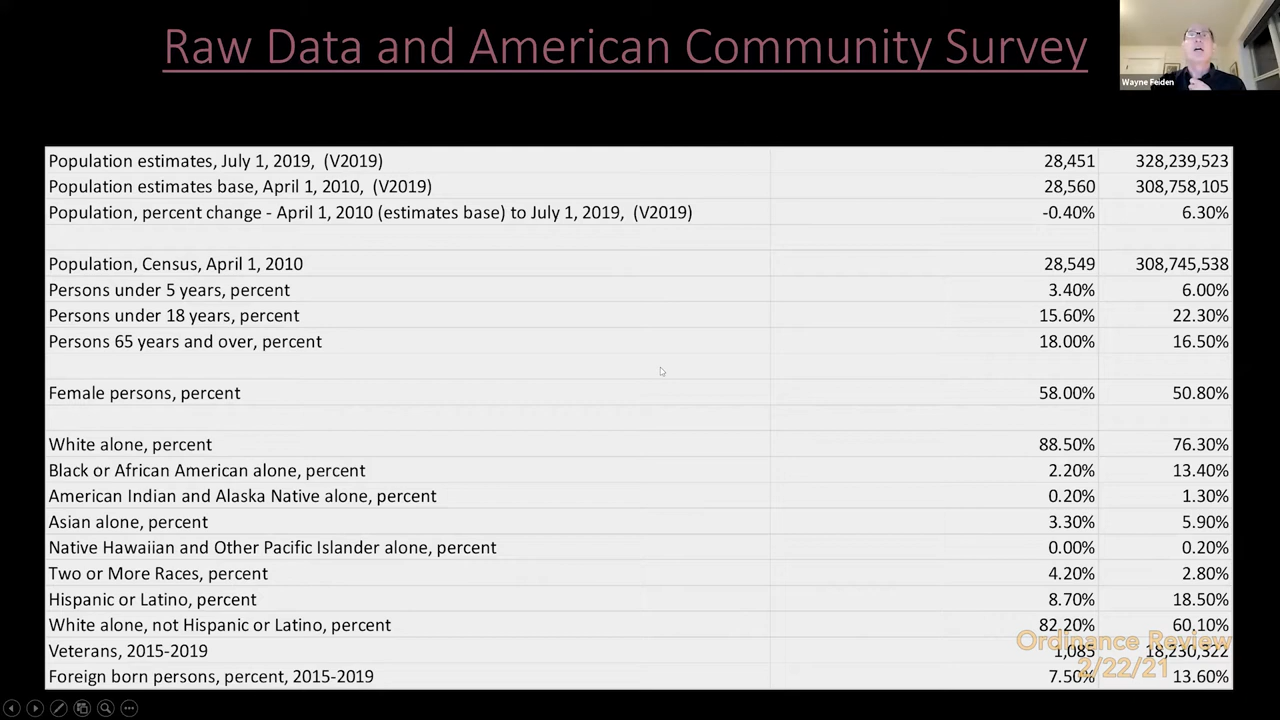 Raw Data and American Community Survey
Wayne Feiden
Population estimates, July 1, 2019, (V2019) 28,451 328,239,523
Population estimates base, April 1, 2010, (V2019) 28,560 308,758,105
Population, percent change - April 1, 2010 (estimates base) to July 1, 2019, (V2019) -0.40% 6.30%
Population, Census, April 1, 2010 28,549 308,745,538
Persons under 5 years, percent 3.40% 6.00%
Persons under 18 years, percent 15.60% 22.30%
Persons 65 years and over, percent 18.00% 16.50%
Female persons, percent 58.00% 50.80%
White alone, percent 88.50% 76.30%
Black or African American alone, percent 2.20% 13.40%
American Indian and Alaska Native alone, percent 0.20% 1.30%
Asian alone, percent 3.30% 5.90%
Native Hawaiian and Other Pacific Islander alone, percent 0.00% 0.20%
Two or More Races, percent 4.20% 2.80%
Hispanic or Latino, percent 8.70% 18.50%
White alone, not Hispanic or Latino, percent 82.20% 60.10%
Veterans, 2015-2019 1,085 18,230,322
Foreign born persons, percent, 2015-2019 7.50% 13.60%
Ordinance Review
2/22/21